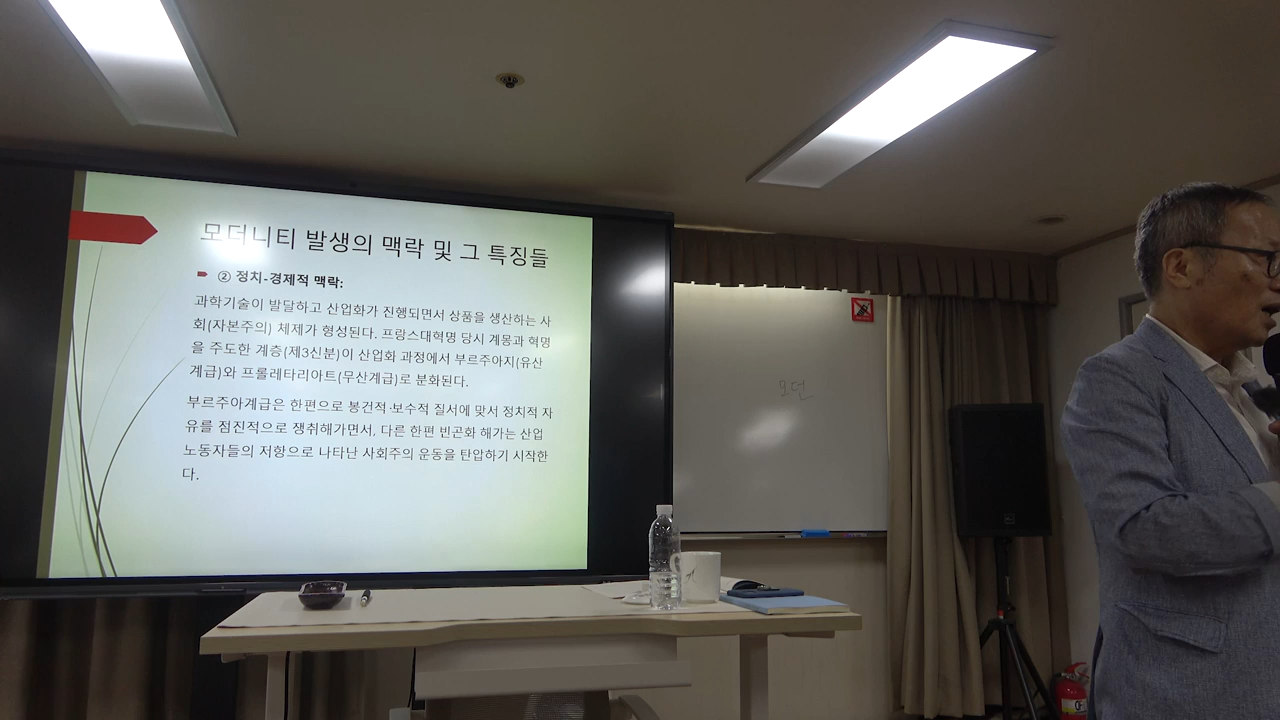 모더니티 발생의 맥락 및 그 특징들
② 정치-경제적 맥락:
과학기술이 발달하고 산업화가 진행되면서 상품을 생산하는 사
회(자본주의) 체제가 형성된다. 프랑스대혁명 당시 계몽과 혁명
을 주도한 계층(제3신분)이 산업화 과정에서 부르주아지(유산
계급)와 프롤레타리아트(무산계급)로 분화된다.
부르주아계급은 한편으로 봉건적·보수적 질서에 맞서 정치적 자
유를 점진적으로 쟁취해가면서, 다른 한편 빈곤화 해가는 산업
노동자들의 저항으로 나타난 사회주의 운동을 탄압하기 시작한
다.
모던